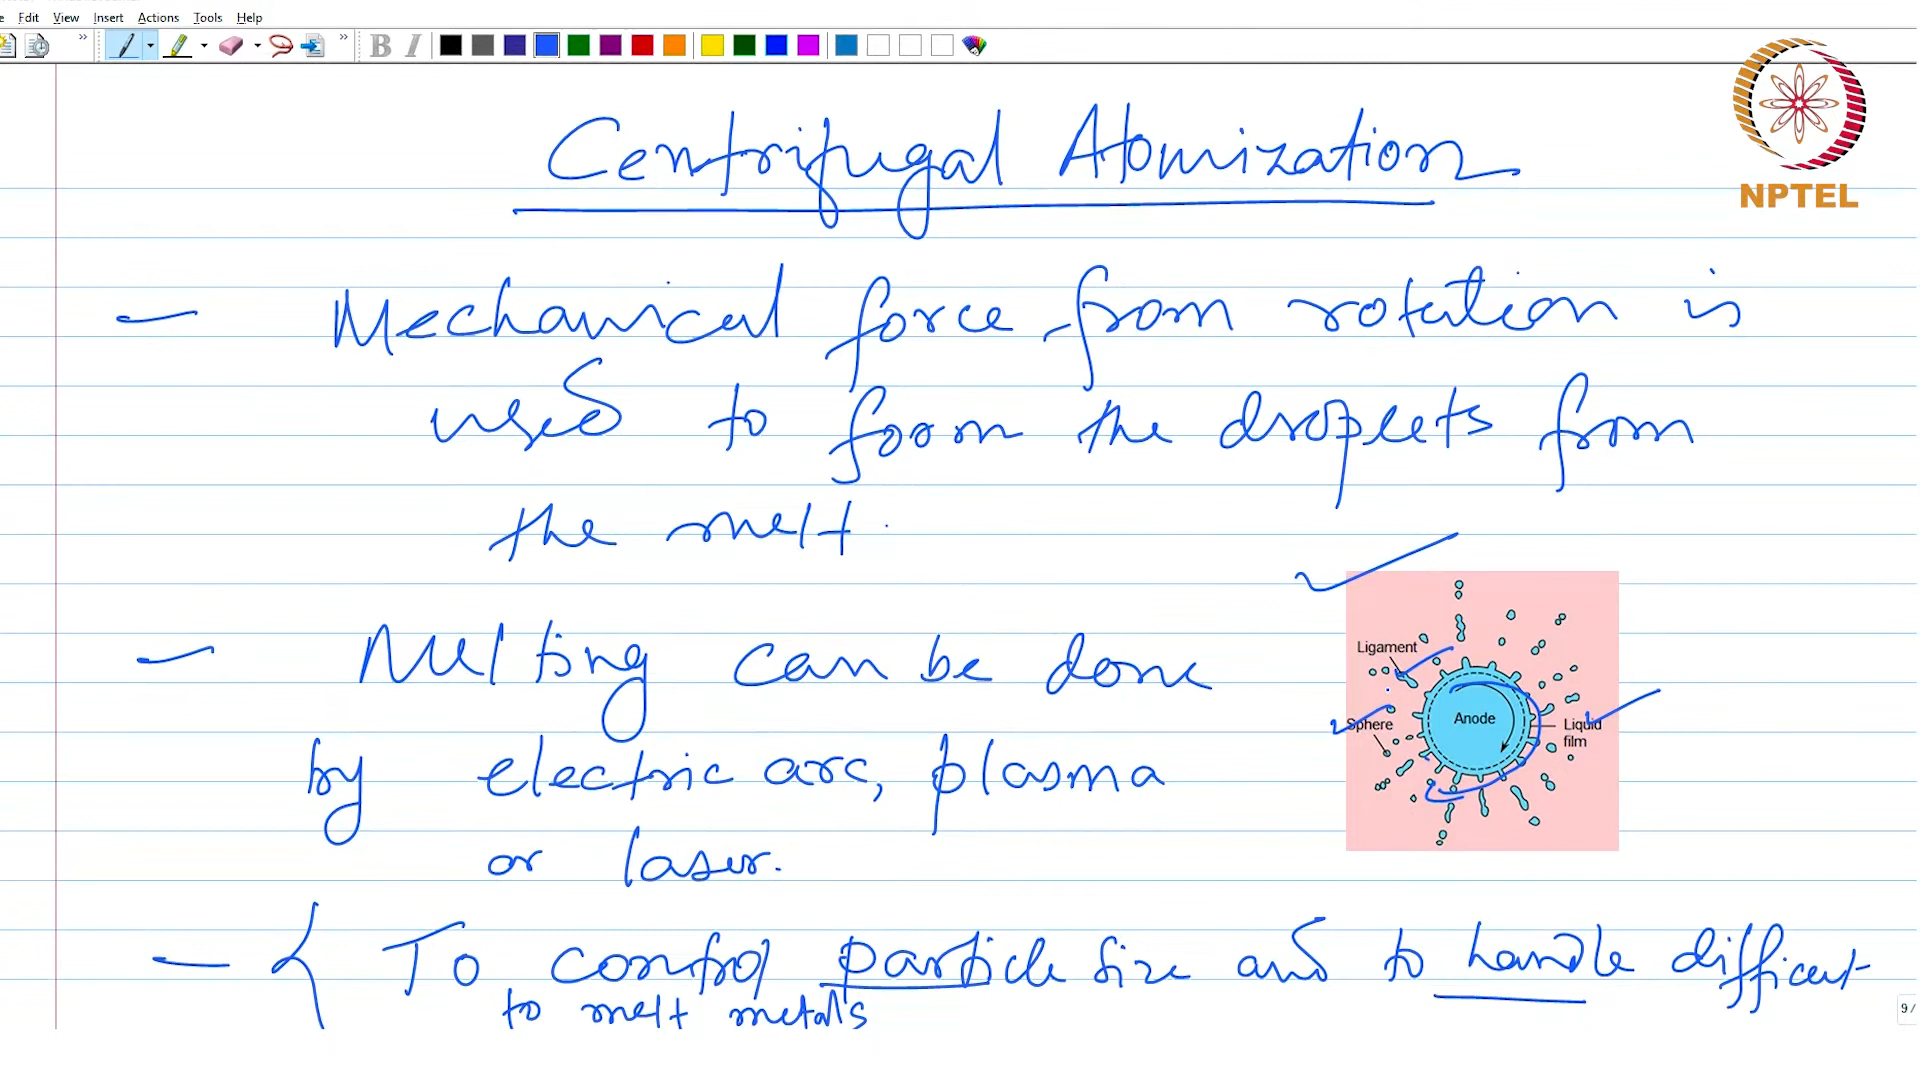 Edit View Insert Actions Tools Help
B I
NPTEL
Centrifugal Atomization
— Mechanical force from rotation is
used to form the droplets from
the melt.
— Melting can be done
by electric arc, plasma
or laser.
Ligament
Anode
Sphere
Liquid
film
— To control particle size and to handle difficult
to melt metals
9 /